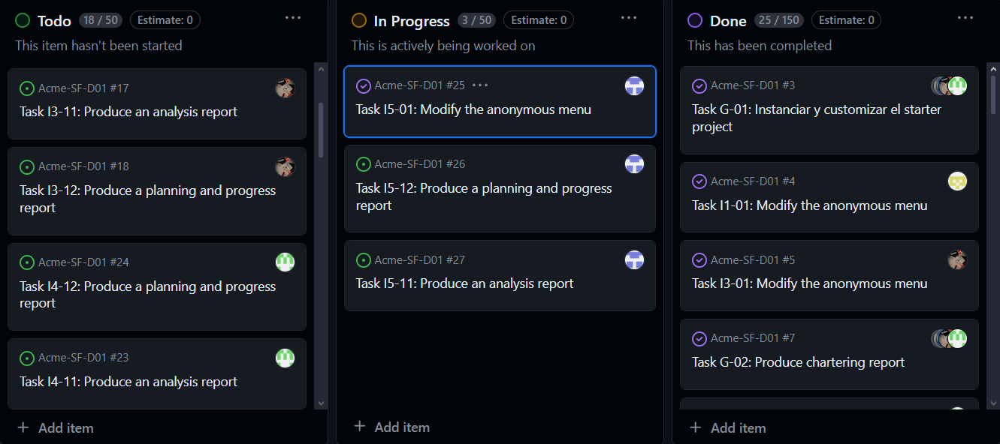 Todo 18 / 50 Estimate: 0
This item hasn't been started
Acme-SF-D01 #17
Task I3-11: Produce an analysis report
Acme-SF-D01 #18
Task I3-12: Produce a planning and progress
report
Acme-SF-D01 #24
Task I4-12: Produce a planning and progress
report
Acme-SF-D01 #23
Task I4-11: Produce an analysis report
Add item
In Progress 3 / 50 Estimate: 0
This is actively being worked on
Acme-SF-D01 #25
Task I5-01: Modify the anonymous menu
Acme-SF-D01 #26
Task I5-12: Produce a planning and progress
report
Acme-SF-D01 #27
Task I5-11: Produce an analysis report
Add item
Done 25 / 150 Estimate: 0
This has been completed
Acme-SF-D01 #3
Task G-01: Instanciar y customizar el starter
project
Acme-SF-D01 #4
Task I1-01: Modify the anonymous menu
Acme-SF-D01 #5
Task I3-01: Modify the anonymous menu
Acme-SF-D01 #7
Task G-02: Produce chartering report
Add item